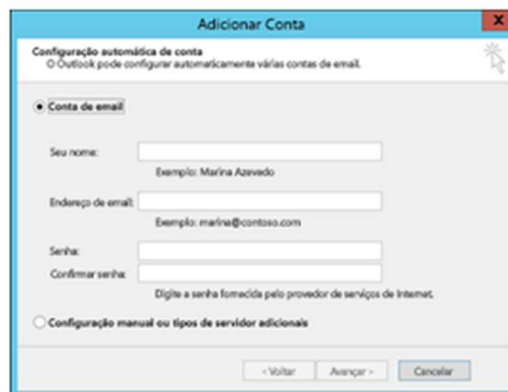 Adicionar Conta
X
Configuração automática de conta
O Outlook pode configurar automaticamente várias contas de email.
Conta de email
Seu nome:
Exemplo: Marina Azevedo
Endereço de email:
Exemplo: marina@contoso.com
Senha:
Confirmar senha:
Digite a senha fornecida pelo provedor de serviços de Internet.
Configuração manual ou tipos de servidor adicionais
< Voltar Avançar > Cancelar